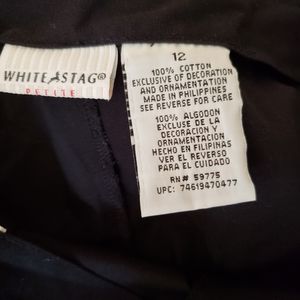 WHITE STAG®
PETITE
12
100% COTTON
EXCLUSIVE OF DECORATION
AND ORNAMENTATION
MADE IN PHILIPPINES
SEE REVERSE FOR CARE
100% ALGODON
EXCLUSE DE LA
DECORACION Y
ORNAMENTATION
HECHO EN FILIPINAS
VER EL REVERSO
PARA EL CUIDADO
RN# 59775
UPC: 74619470477